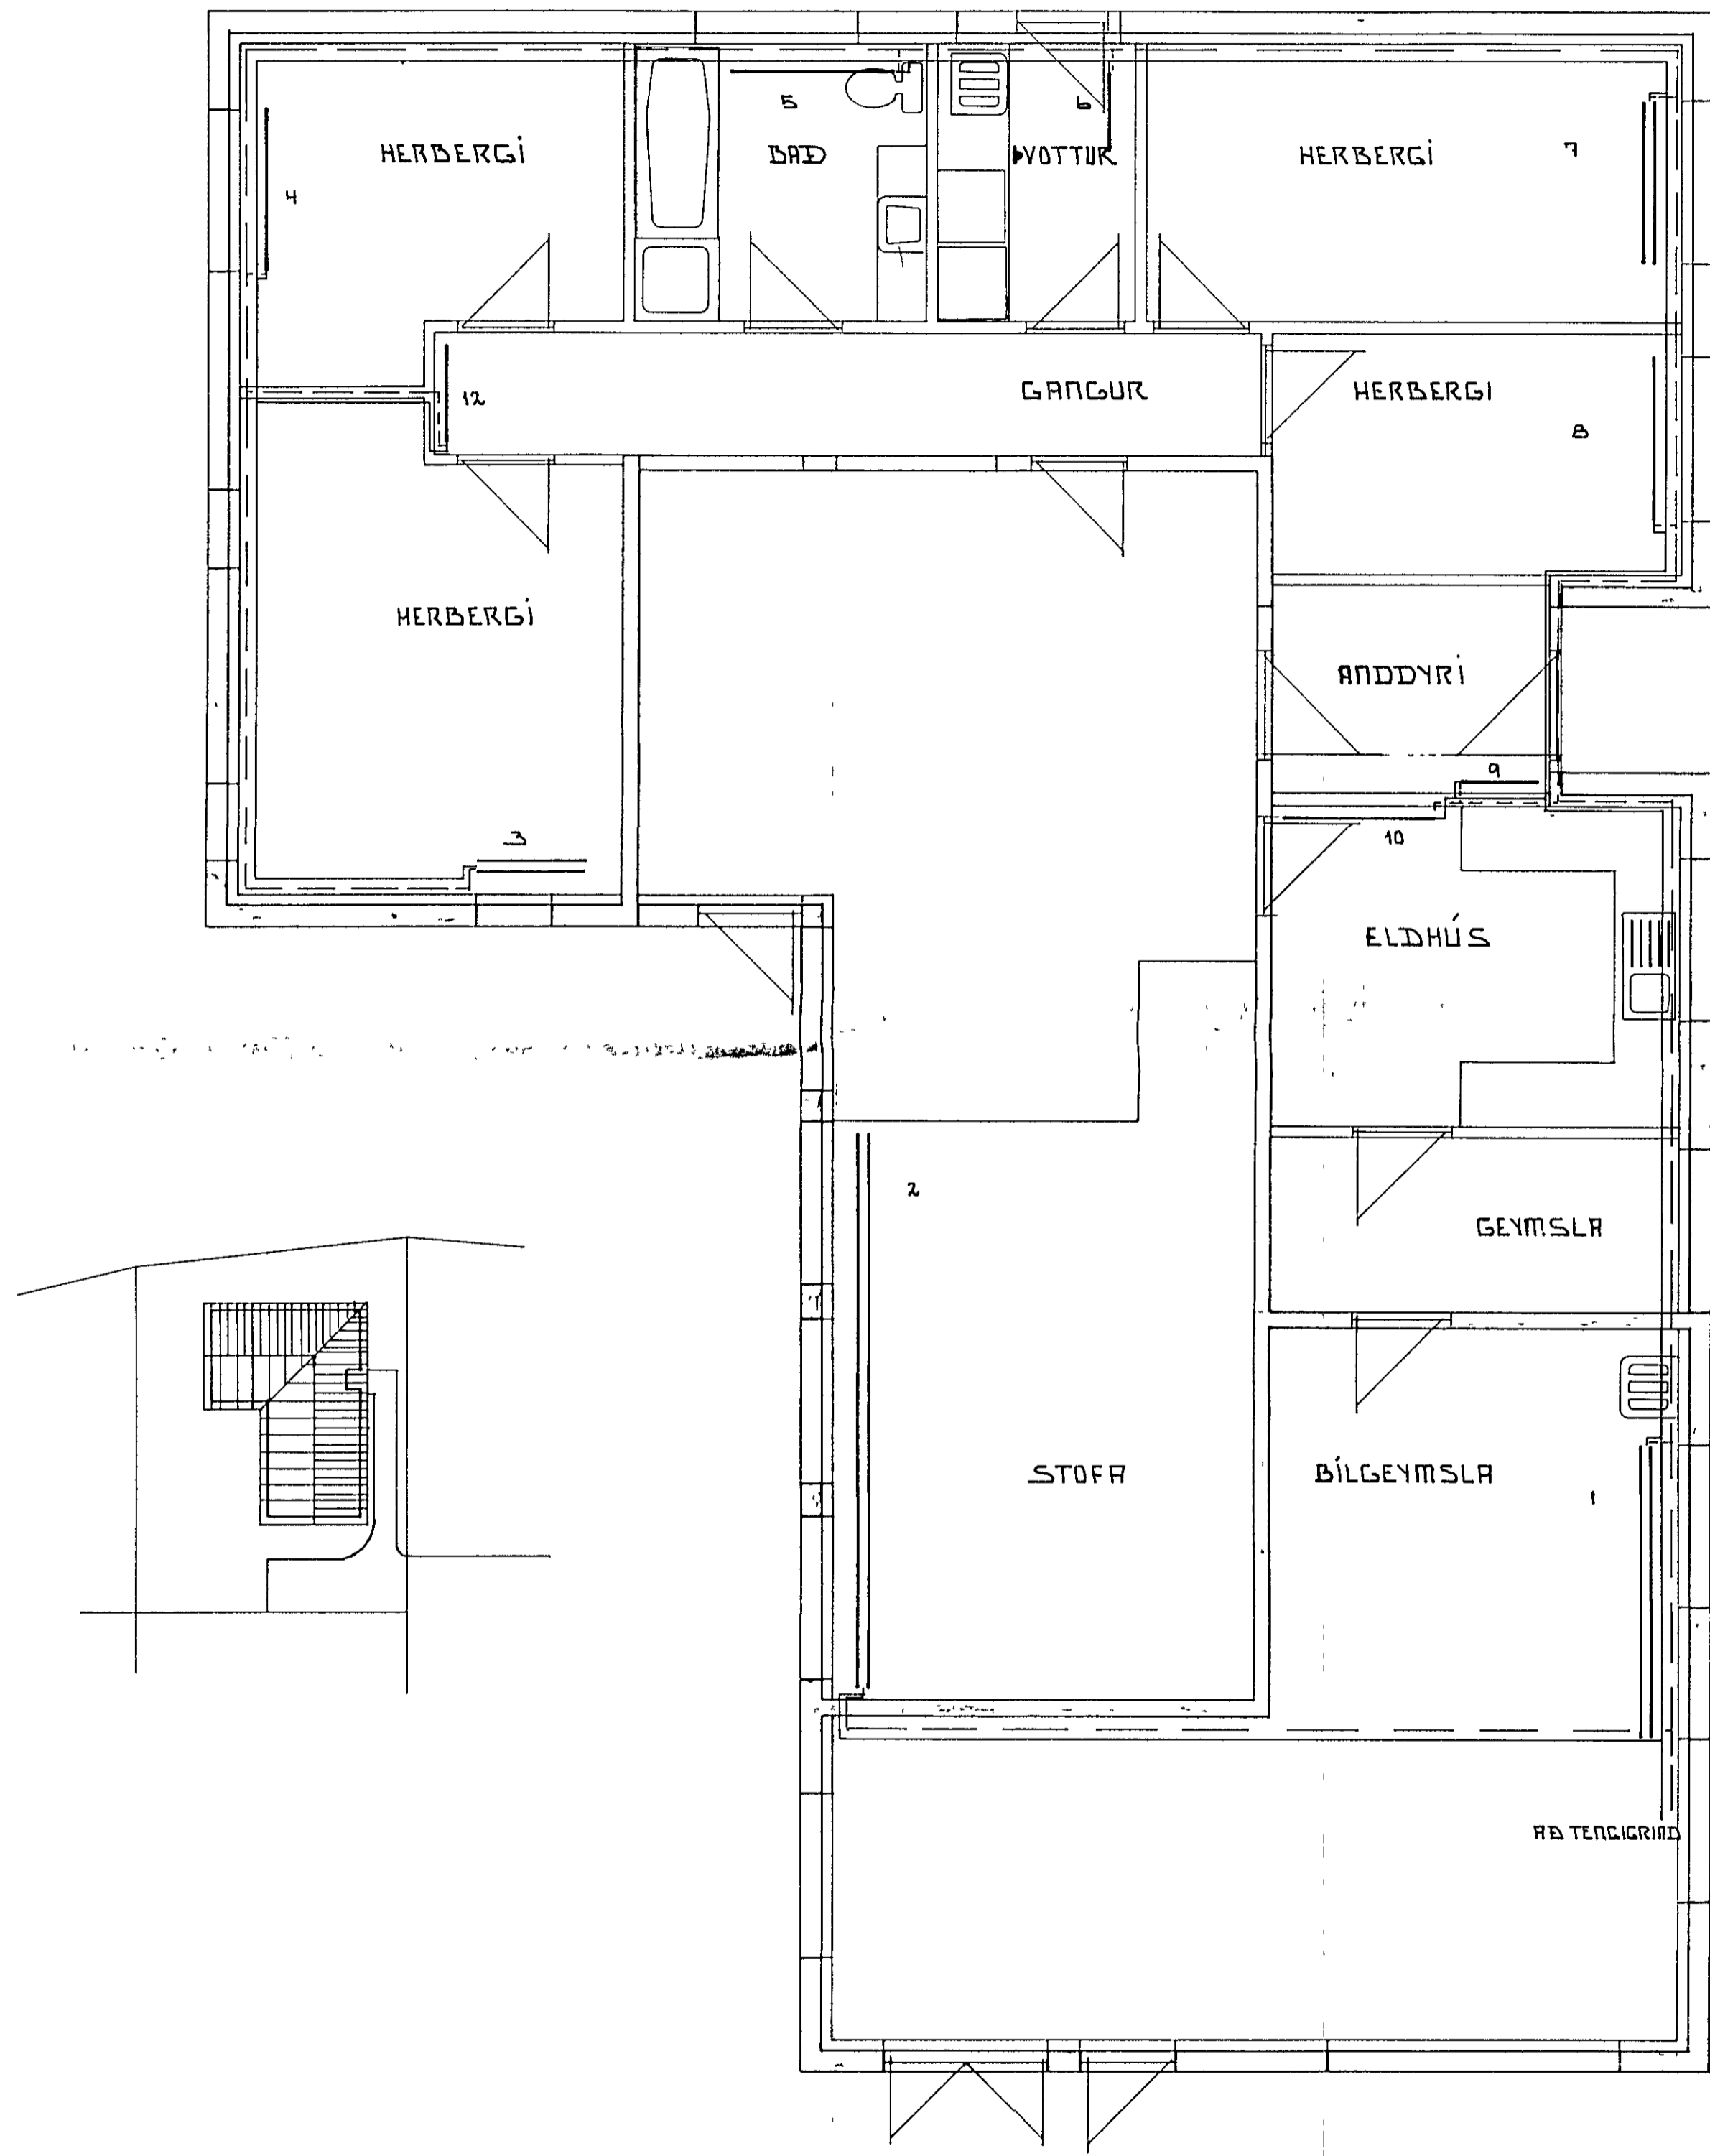 5
6
HERBERGİ
BAÐ
ÞVOTTUR
HERBERGİ
7
4
12
GANGUR
HERBERGI
8
HERBERGİ
ANDDYRİ
9
10
3
ELDHÚS
2
GEYMSLA
STOFA
BÍLGEYMSLA
1
AÐ TENGIGRIND